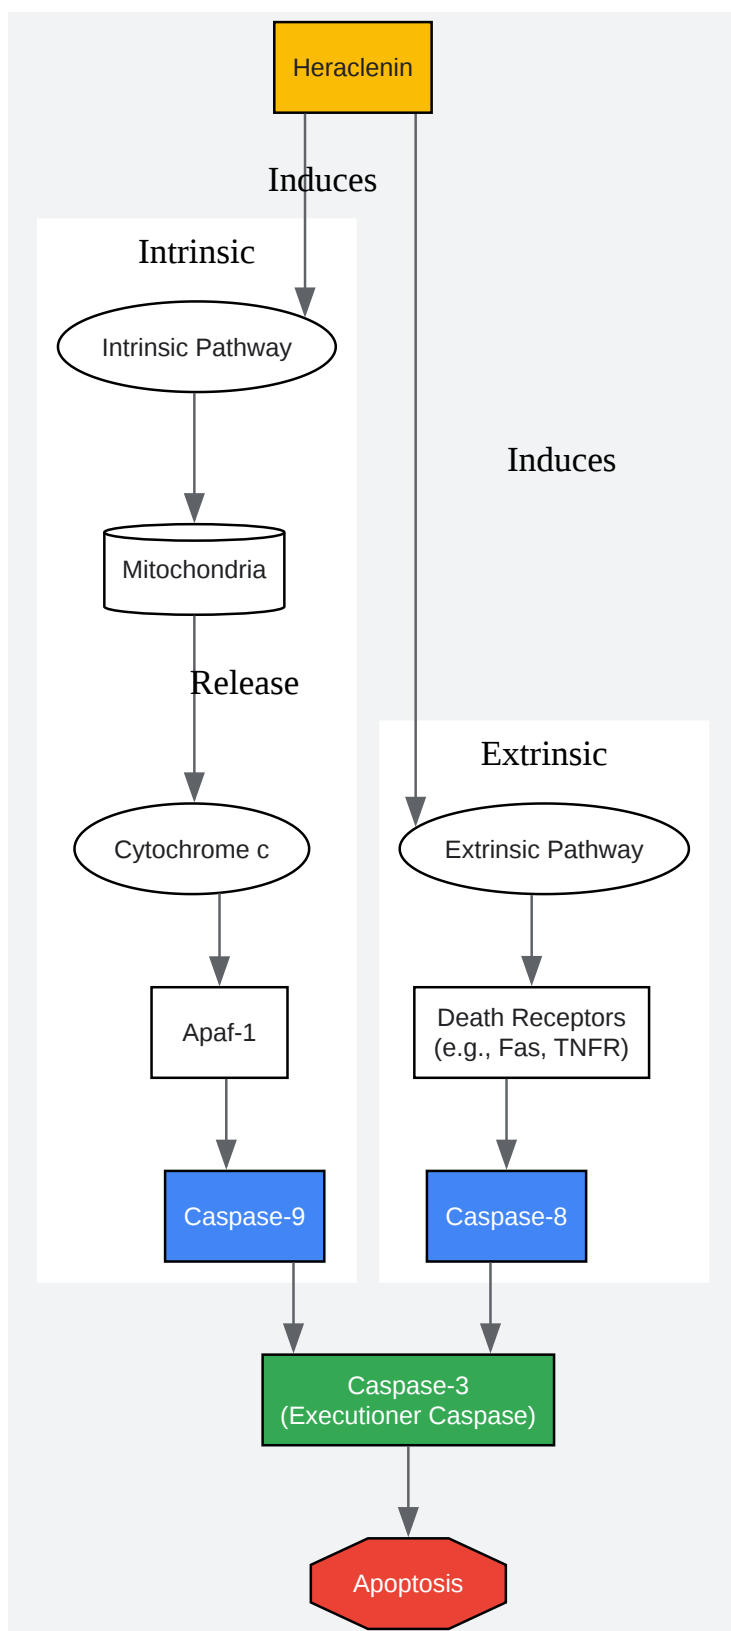 Heraclenin
Induces
Intrinsic
Intrinsic Pathway
Induces
Mitochondria
Release
Extrinsic
Cytochrome c
Extrinsic Pathway
Apaf-1
Death Receptors
(e.g., Fas, TNFR)
Caspase-9
Caspase-8
Caspase-3
(Executioner Caspase)
Apoptosis